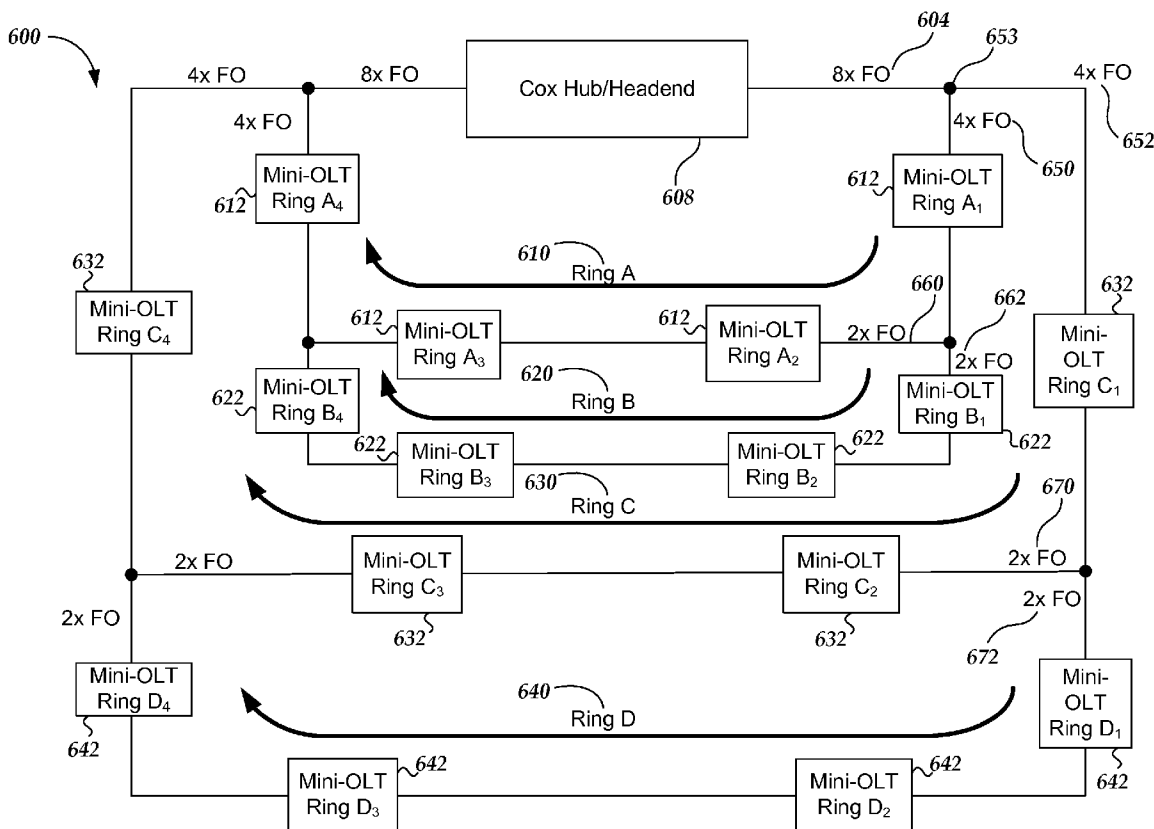 600
604
653
4x FO
8x FO
Cox Hub/Headend
8x FO
4x FO
652
4x FO
4x FO
650
608
Mini-OLT
Ring A4
612
612
Mini-OLT
Ring A1
610
Ring A
632
Mini-OLT
Ring C4
612
Mini-OLT
Ring A3
612
Mini-OLT
Ring A2
660
2x FO
662
2x FO
632
Mini-
OLT
Ring C1
620
Ring B
622
Mini-OLT
Ring B4
Mini-OLT
Ring B1
622
622
Mini-OLT
Ring B3
622
Mini-OLT
Ring B2
630
Ring C
670
2x FO
Mini-OLT
Ring C3
632
Mini-OLT
Ring C2
632
2x FO
2x FO
2x FO
672
Mini-OLT
Ring D4
642
640
Ring D
Mini-
OLT
Ring D1
642
Mini-OLT
Ring D3
642
Mini-OLT
Ring D2
642